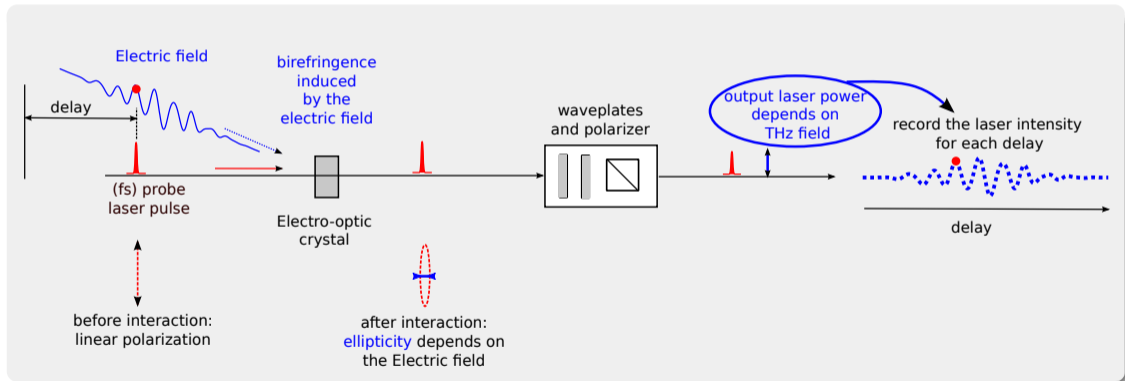 Electric field
delay
(fs) probe
laser pulse
before interaction:
linear polarization
birefringence
induced
by the
electric field
Electro-optic
crystal
after interaction:
ellipticity depends on
the Electric field
waveplates
and polarizer
output laser power
depends on
THz field
record the laser intensity
for each delay
delay